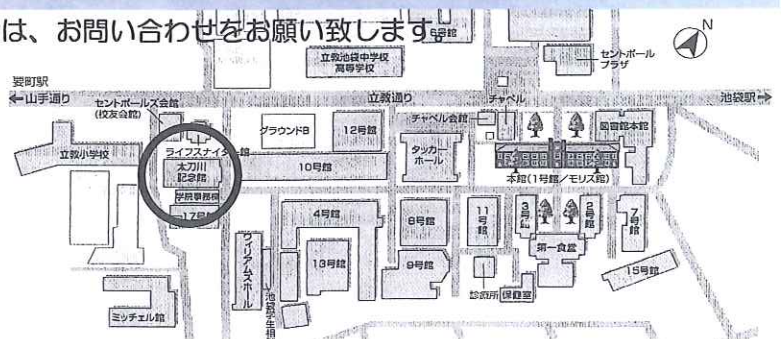 は、お問い合わせをお願い致します。
N
6号館
立教池袋中学校
高等学校
セントポール
プラザ
要町駅
←山手通り
立教通り
池袋駅→
セントポールズ会館
(校友会館)
チャペル
チャペル会館
グラウンドB
12号館
図書館本館
立教小学校
ライフスナイダー館
太刀川
記念館
10号館
タッカー
ホール
本館(1号館/モリス館)
学院事務棟
17号館
4号館
8号館
11号館
3号館
2号館
7号館
第一食堂
ウィリアムズホール
13号館
9号館
15号館
診療所
保健室
ミッチェル館